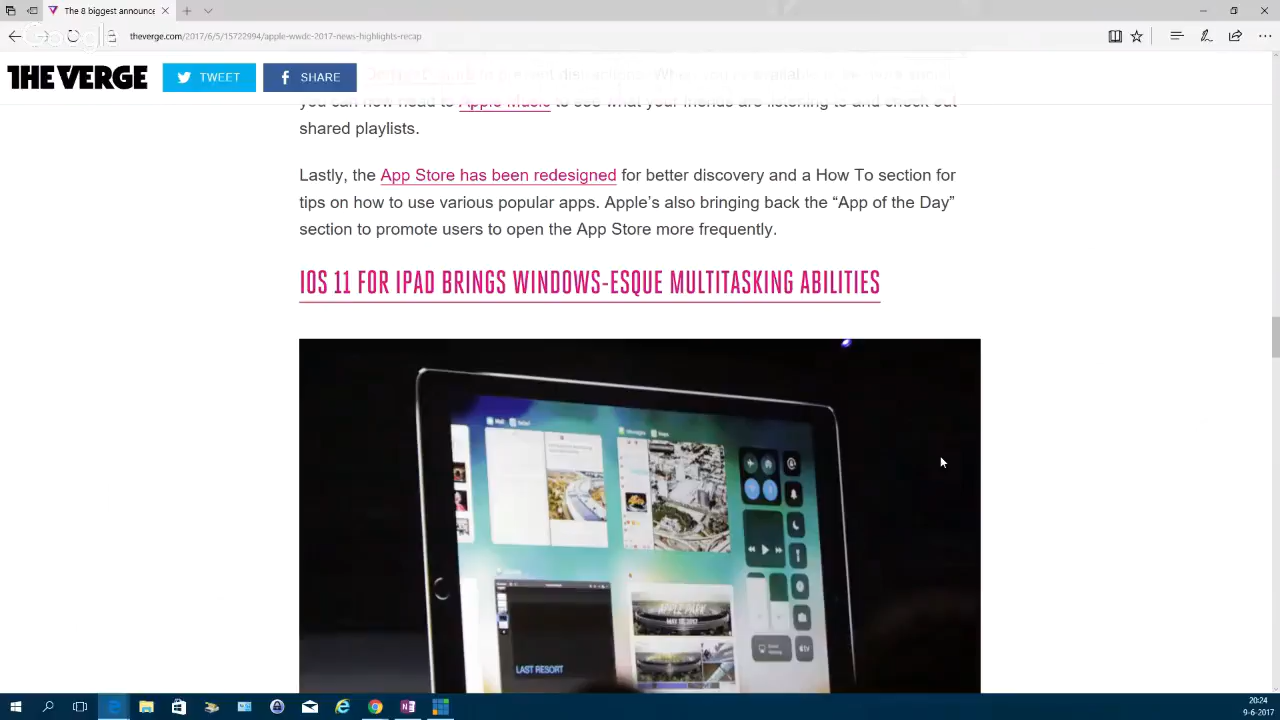 The 8 biggest announce
theverge.com/2017/6/5/15722994/apple-wwdc-2017-news-highlights-recap
THE VERGE
TWEET
SHARE
you can now head to Apple Music to see what your friends are listening to and check out
shared playlists.
Lastly, the App Store has been redesigned for better discovery and a How To section for
tips on how to use various popular apps. Apple's also bringing back the “App of the Day”
section to promote users to open the App Store more frequently.
IOS 11 FOR IPAD BRINGS WINDOWS-ESQUE MULTITASKING ABILITIES
Messages Maps
LAST RESORT
APPLE PARK
20:24
9-6-2017